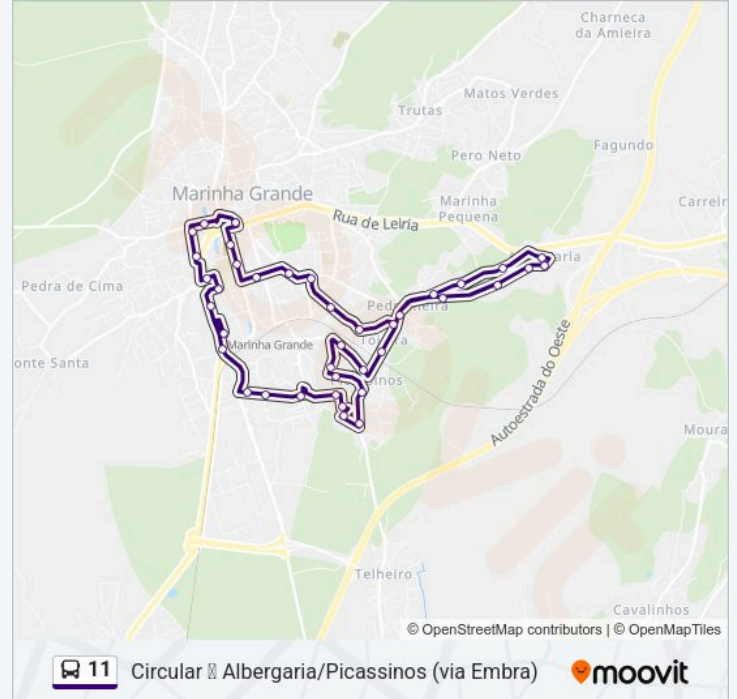 Charneca
da Amieira
Matos Verdes
Trutas
Fagundo
Pero Neto
Marinha Grande
Marinha
Pequena
Carreir
Rua de Leiria
aria
Pedra de Cima
Ped eira
Marinha Grande
onte Santa
inos
Autoestrada do Oeste
Moura
Telheiro
Cavalinhos
© OpenStreetMap contributors | © OpenMapTiles
11 Circular ￿ Albergaria/Picassinos (via Embra) moovit